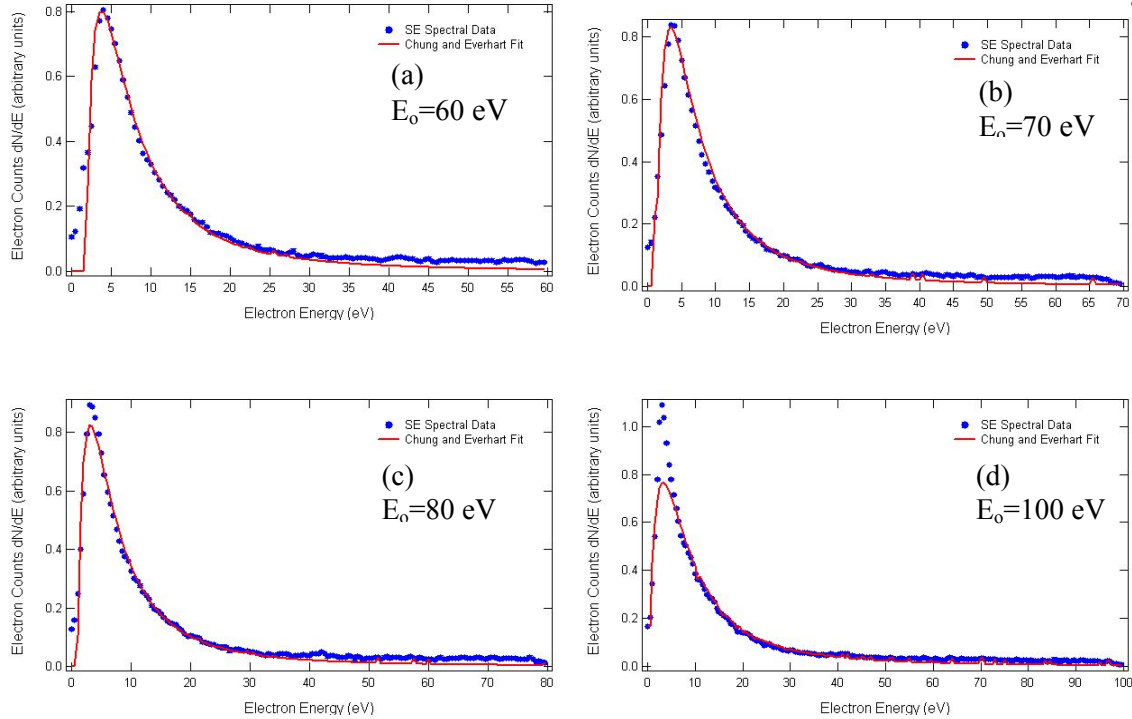 Electron Counts dN/dE (arbitrary units)
0.8
0.6
0.4
0.2
0.0
SE Spectral Data
Chung and Everhart Fit
(a)
Eo=60 eV
0 5 10 15 20 25 30 35 40 45 50 55 60
Electron Energy (eV)
Electron Counts dN/dE (arbitrary units)
0.8
0.6
0.4
0.2
0.0
SE Spectral Data
Chung and Everhart Fit
(b)
Eo=70 eV
0 5 10 15 20 25 30 35 40 45 50 55 60 65 70
Electron Energy (eV)
Electron Counts dN/dE (arbitrary units)
0.8
0.6
0.4
0.2
0.0
SE Spectral Data
Chung and Everhart Fit
(c)
Eo=80 eV
0 10 20 30 40 50 60 70 80
Electron Energy (eV)
Electron Counts dN/dE (arbitrary units)
1.0
0.8
0.6
0.4
0.2
0.0
SE Spectral Data
Chung and Everhart Fit
(d)
Eo=100 eV
0 10 20 30 40 50 60 70 80 90 100
Electron Energy (eV)